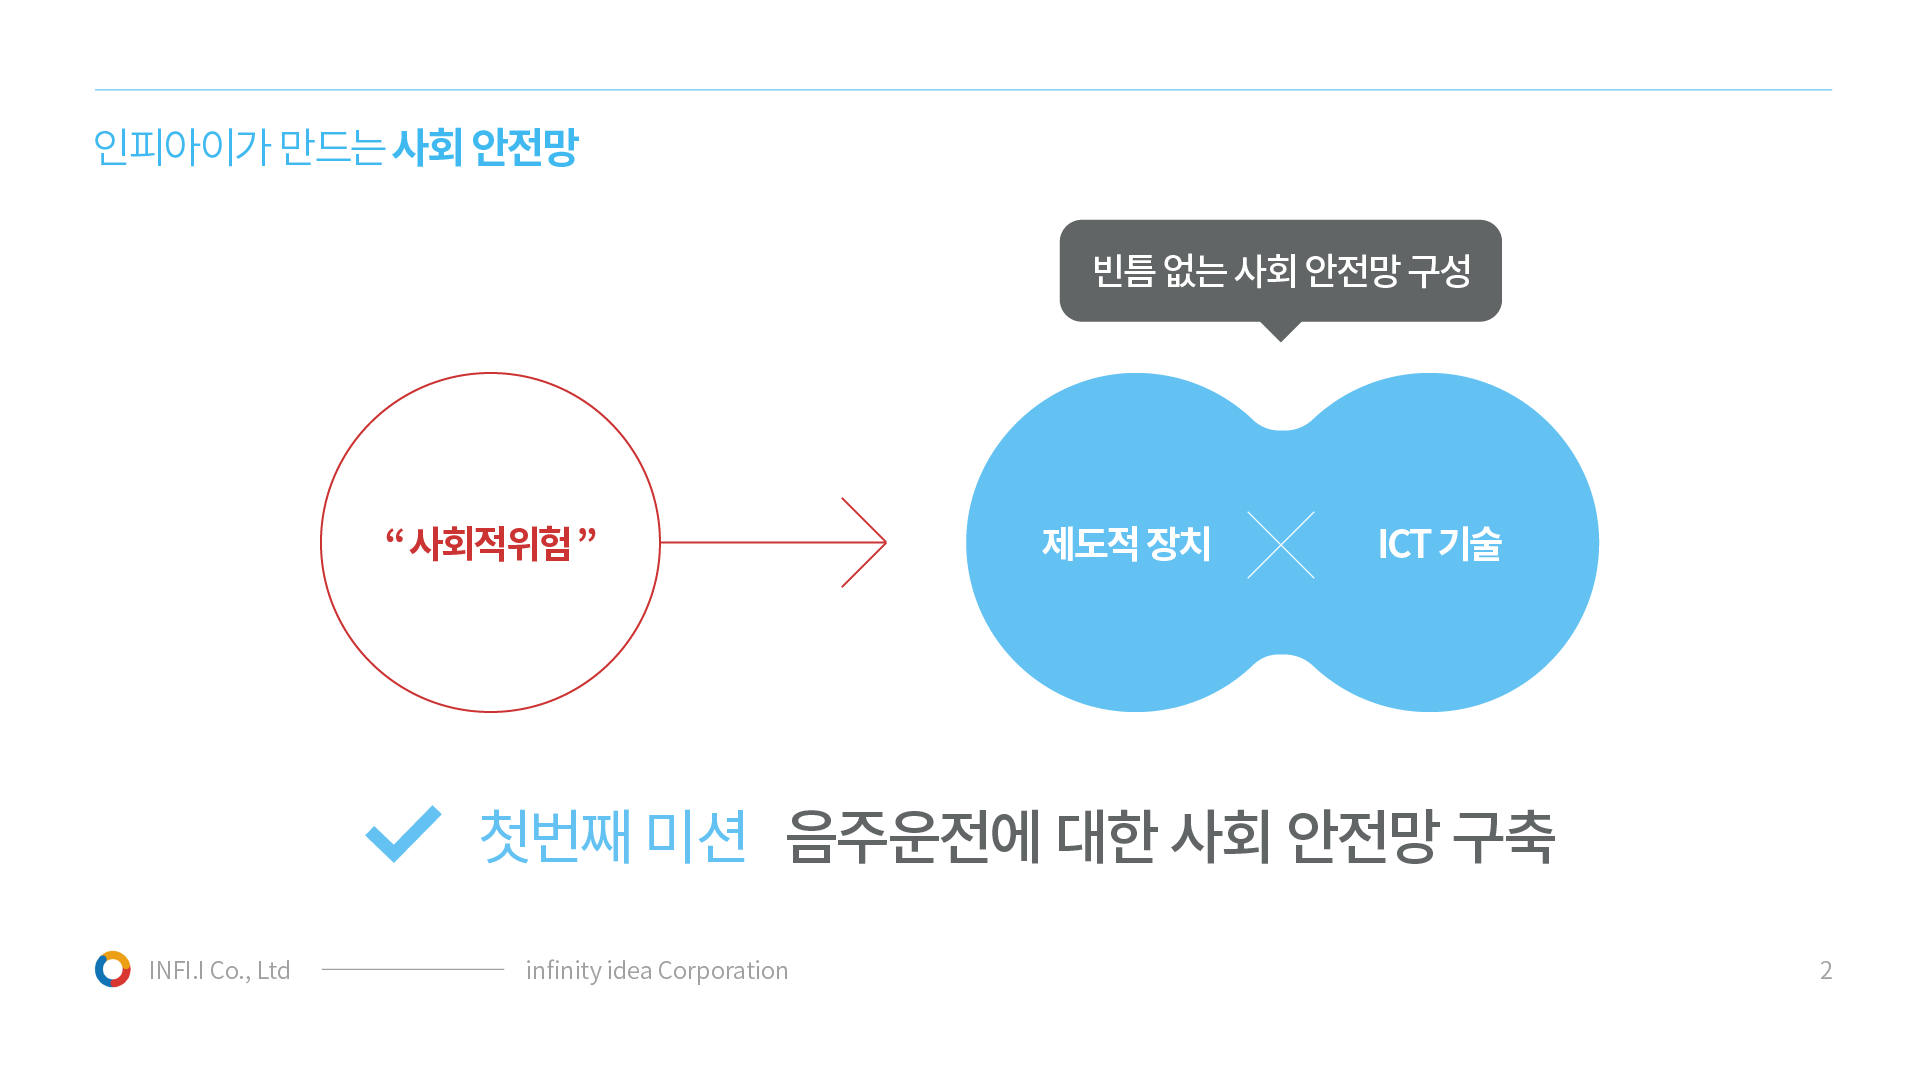 인피아이가 만드는 사회 안전망
빈틈 없는 사회 안전망 구성
“ 사회적위험 ”
제도적 장치
ICT 기술
첫번째 미션 음주운전에 대한 사회 안전망 구축
INFI.I Co., Ltd
infinity idea Corporation
2